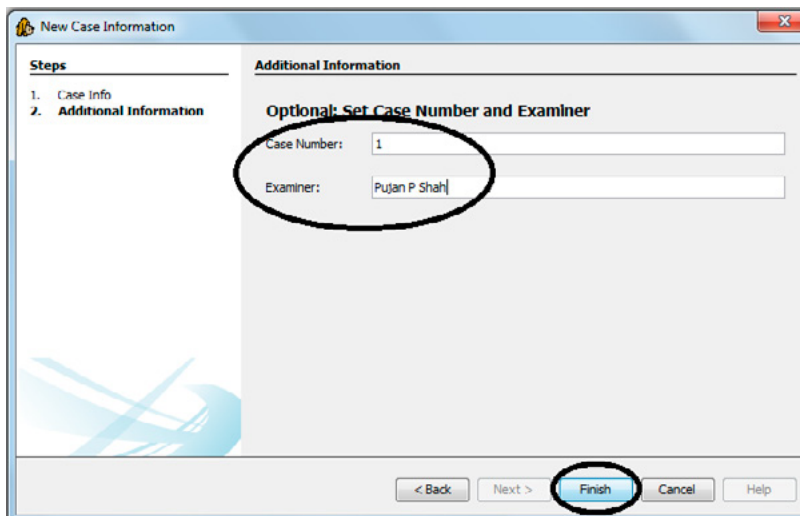 New Case Information
Steps
1. Case Info
2. Additional Information
Additional Information
Optional: Set Case Number and Examiner
Case Number: 1
Examiner: Pujan P Shah
< Back Next > Finish Cancel Help